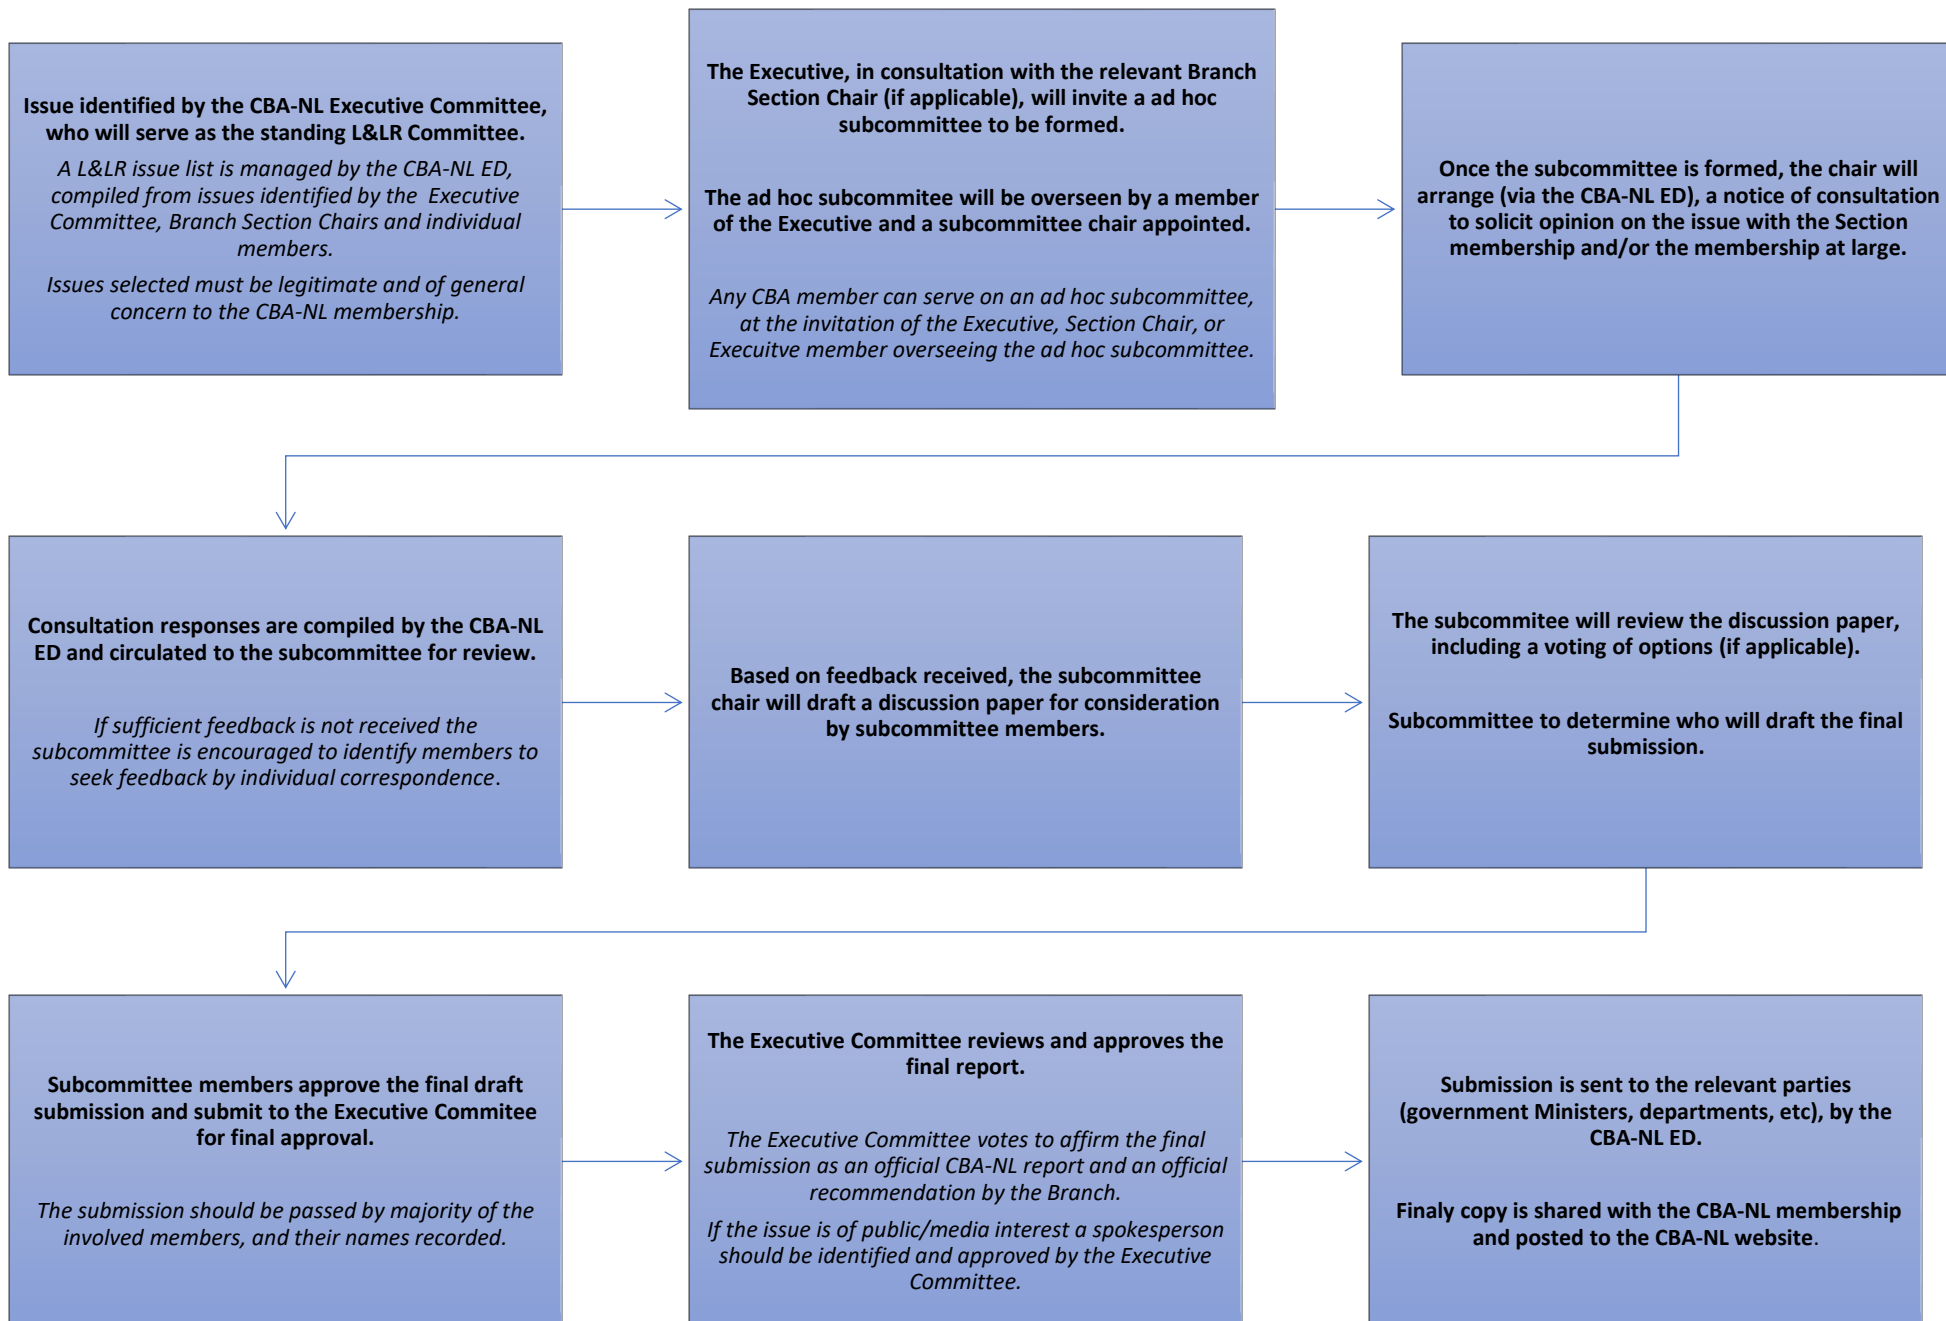 Issue identified by the CBA-NL Executive Committee,
who will serve as the standing L&LR Committee.
A L&LR issue list is managed by the CBA-NL ED,
compiled from issues identified by the Executive
Committee, Branch Section Chairs and individual
members.
Issues selected must be legitimate and of general
concern to the CBA-NL membership.
The Executive, in consultation with the relevant Branch
Section Chair (if applicable), will invite a ad hoc
subcommittee to be formed.
The ad hoc subcommitee will be overseen by a member
of the Executive and a subcommittee chair appointed.
Any CBA member can serve on an ad hoc subcommittee,
at the invitation of the Executive, Section Chair, or
Execuitve member overseeing the ad hoc subcommittee.
Once the subcommittee is formed, the chair will
arrange (via the CBA-NL ED), a notice of consultation
to solicit opinion on the issue with the Section
membership and/or the membership at large.
Consultation responses are compiled by the CBA-NL
ED and circulated to the subcommittee for review.
If sufficient feedback is not received the
subcommittee is encouraged to identify members to
seek feedback by individual correspondence.
Based on feedback received, the subcommittee
chair will draft a discussion paper for consideration
by subcommittee members.
The subcommitee will review the discussion paper,
including a voting of options (if applicable).
Subcommittee to determine who will draft the final
submission.
Subcommittee members approve the final draft
submission and submit to the Executive Commitee
for final approval.
The submission should be passed by majority of the
involved members, and their names recorded.
The Executive Committee reviews and approves the
final report.
The Executive Committee votes to affirm the final
submission as an official CBA-NL report and an official
recommendation by the Branch.
If the issue is of public/media interest a spokesperson
should be identified and approved by the Executive
Committee.
Submission is sent to the relevant parties
(government Ministers, departments, etc), by the
CBA-NL ED.
Finaly copy is shared with the CBA-NL membership
and posted to the CBA-NL website.